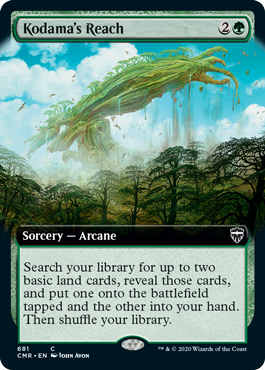 Kodama's Reach 2
Sorcery — Arcane
Search your library for up to two
basic land cards, reveal those cards,
and put one onto the battlefield
tapped and the other into your hand.
Then shuffle your library.
681 C
CMR • EN John Avon
™ & © 2020 Wizards of the Coast